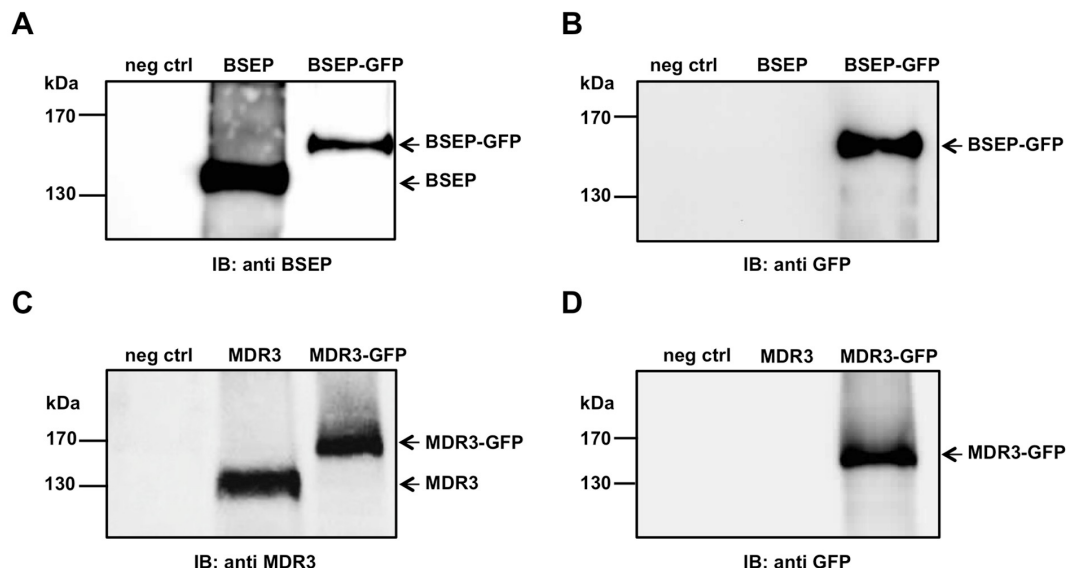 A
neg ctrl BSEP BSEP-GFP
kDa
170
BSEP-GFP
BSEP
130
IB: anti BSEP
B
neg ctrl BSEP BSEP-GFP
kDa
170
BSEP-GFP
130
IB: anti GFP
C
neg ctrl MDR3 MDR3-GFP
kDa
170
MDR3-GFP
130
MDR3
IB: anti MDR3
D
neg ctrl MDR3 MDR3-GFP
kDa
170
MDR3-GFP
130
IB: anti GFP